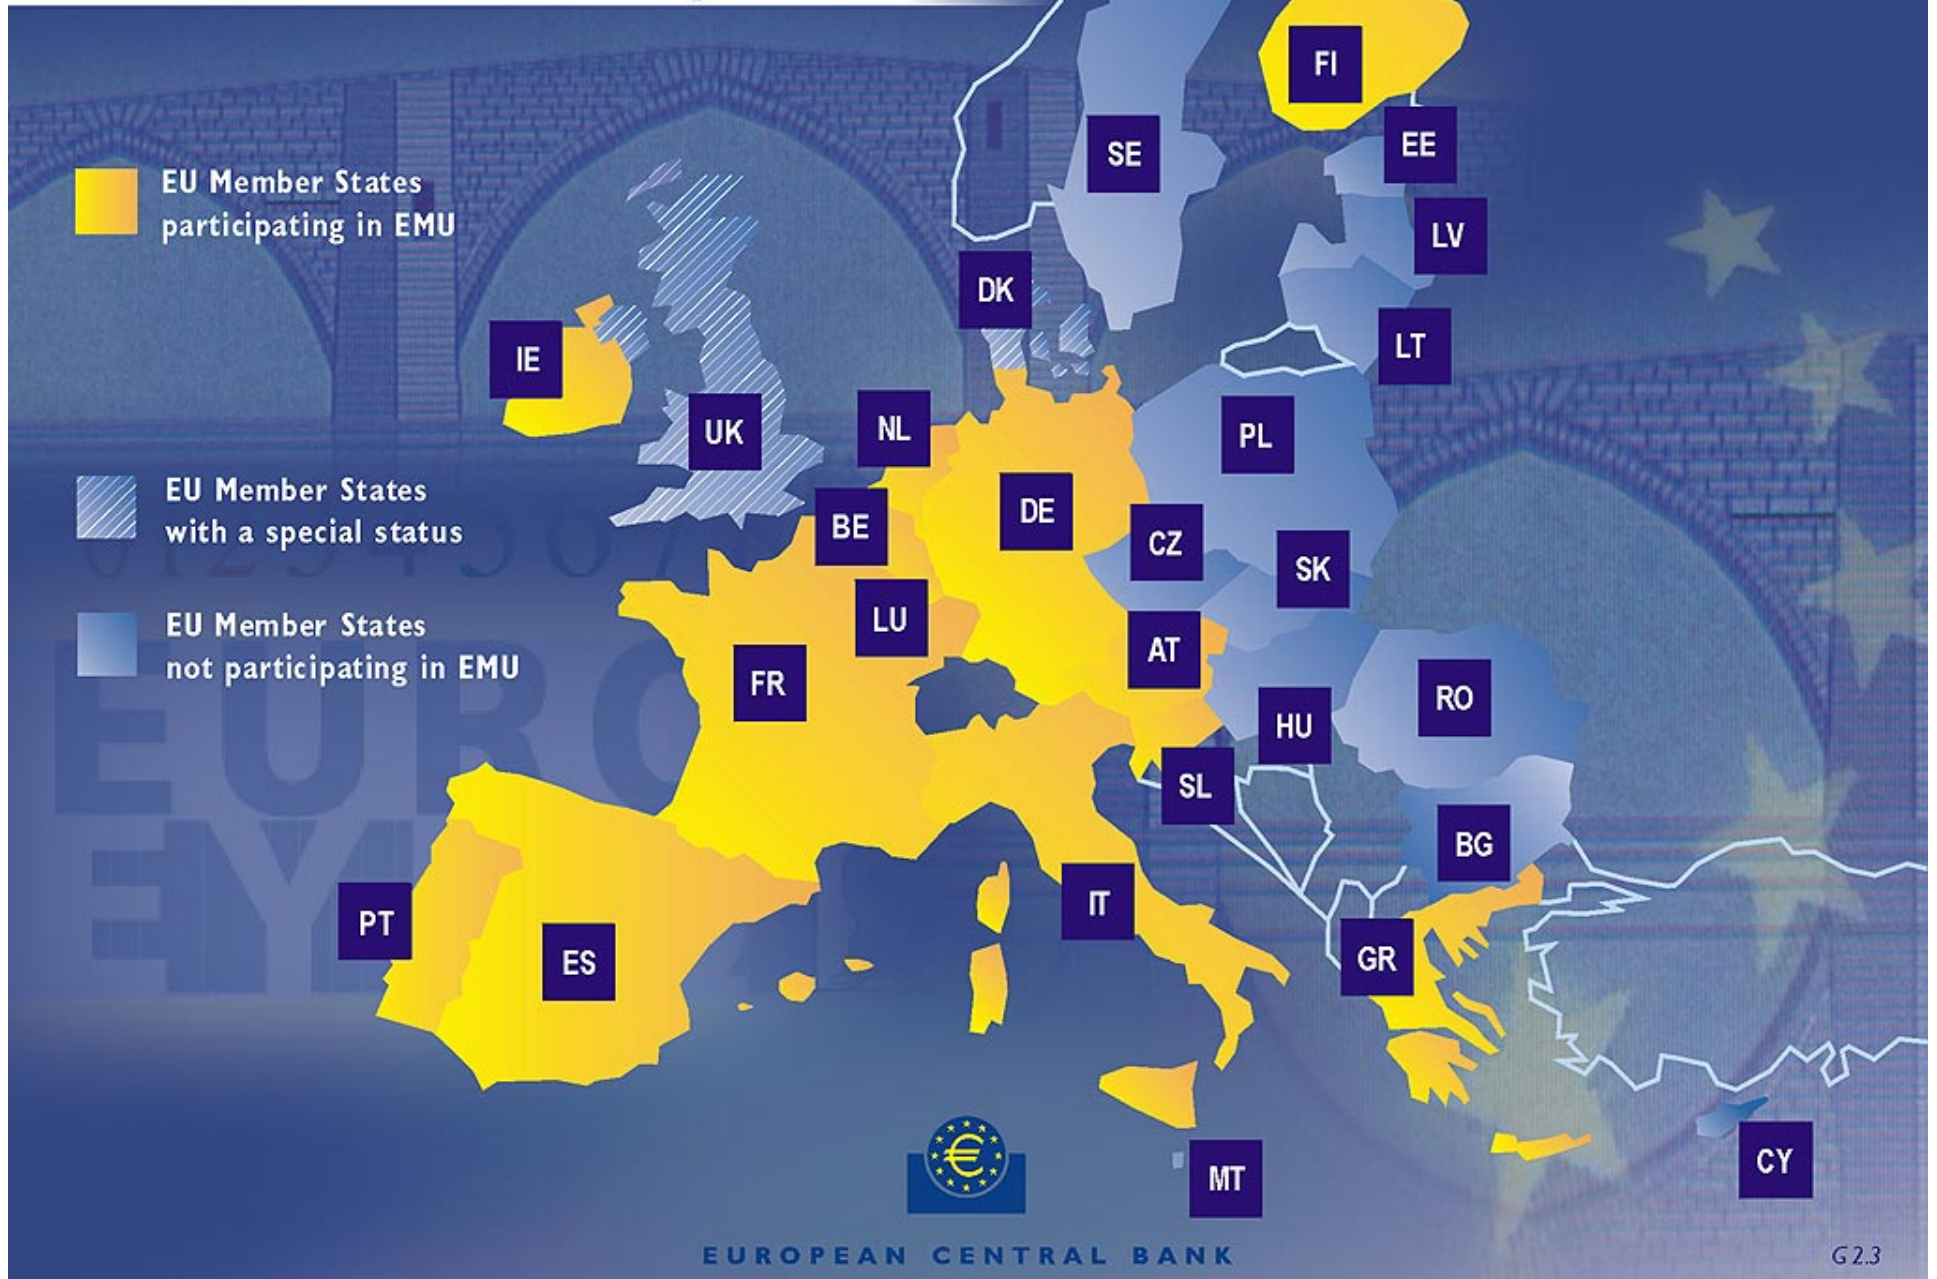 FI
SE
EE
EU Member States
participating in EMU
LV
DK
LT
IE
NL
UK
PL
EU Member States
with a special status
BE
DE
CZ
SK
EU Member States
not participating in EMU
LU
AT
FR
RO
HU
SL
BG
PT
ES
IT
GR
€
CY
MT
EUROPEAN CENTRAL BANK
G 2.3